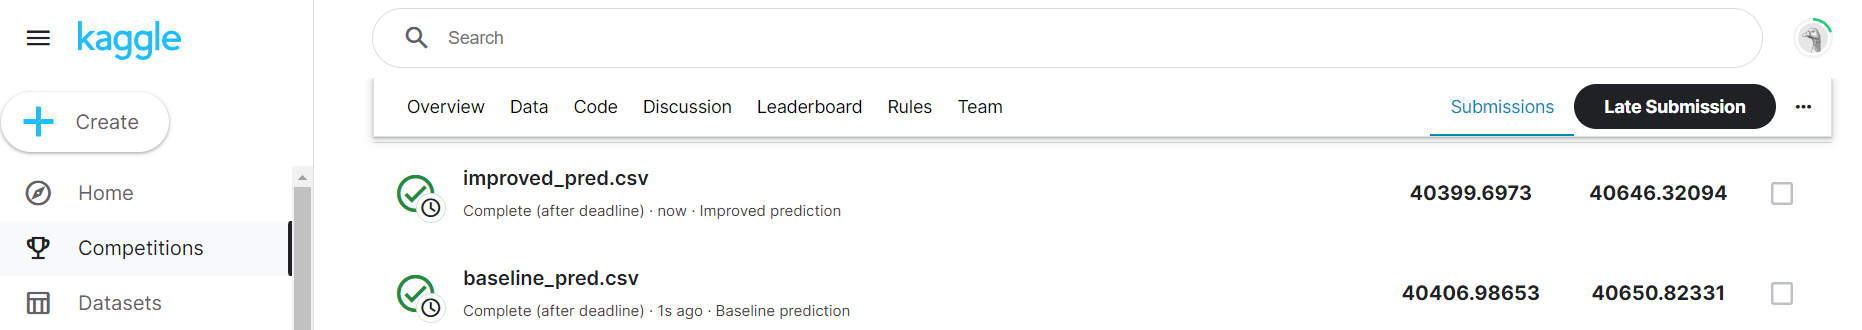 kaggle
Search
Create
Home
Competitions
Datasets
Overview Data Code Discussion Leaderboard Rules Team Submissions Late Submission
improved_pred.csv
Complete (after deadline) · now · Improved prediction
40399.6973 40646.32094
baseline_pred.csv
Complete (after deadline) · 1s ago · Baseline prediction
40406.98653 40650.82331